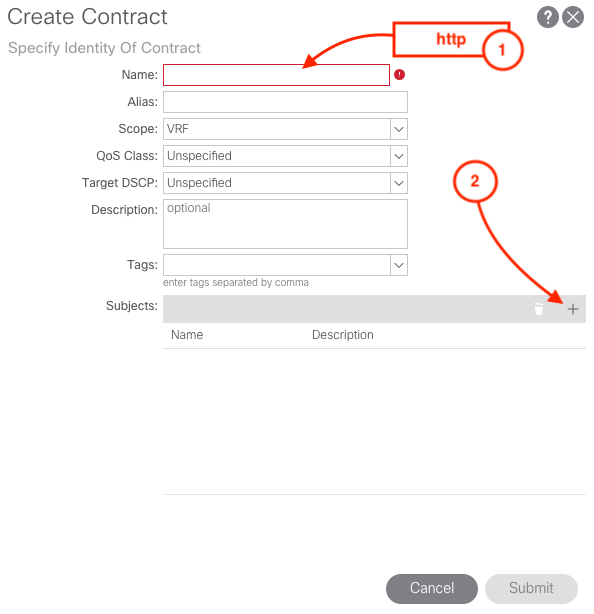 Create Contract
?
Specify Identity Of Contract
http
1
Name:
!
Alias:
Scope: VRF
QoS Class: Unspecified
Target DSCP: Unspecified
2
Description: optional
Tags:
enter tags separated by comma
Subjects:
Name Description
Cancel Submit